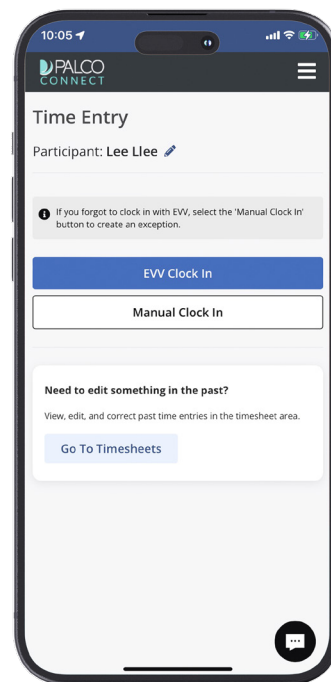 10:05
PALCO
CONNECT
Time Entry
Participant: Lee Llee
If you forgot to clock in with EVV, select the 'Manual Clock In'
button to create an exception.
EVV Clock In
Manual Clock In
Need to edit something in the past?
View, edit, and correct past time entries in the timesheet area.
Go To Timesheets